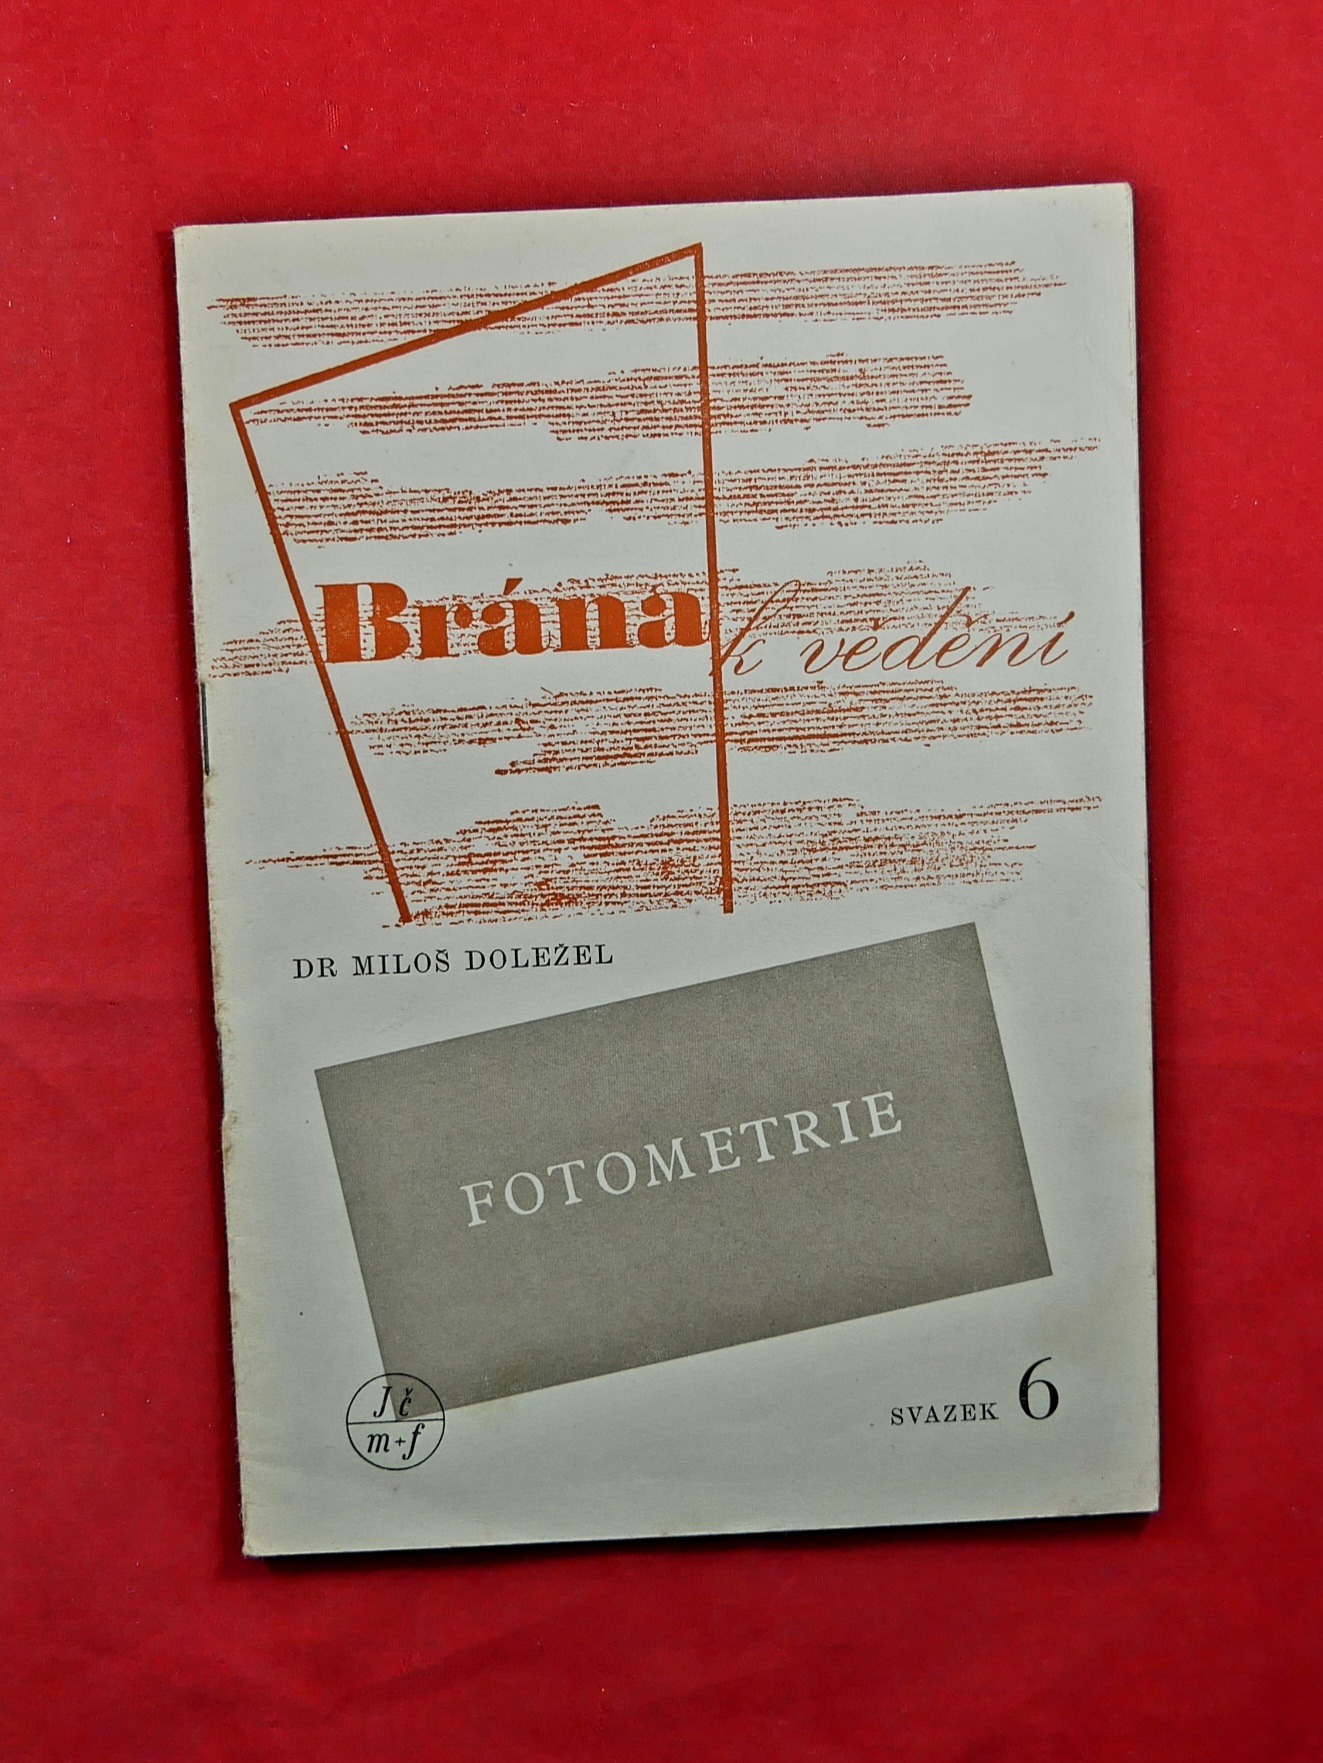 Brána k vědění
DR MILOŠ DOLEŽEL
FOTOMETRIE
Jč
m+f
SVAZEK 6